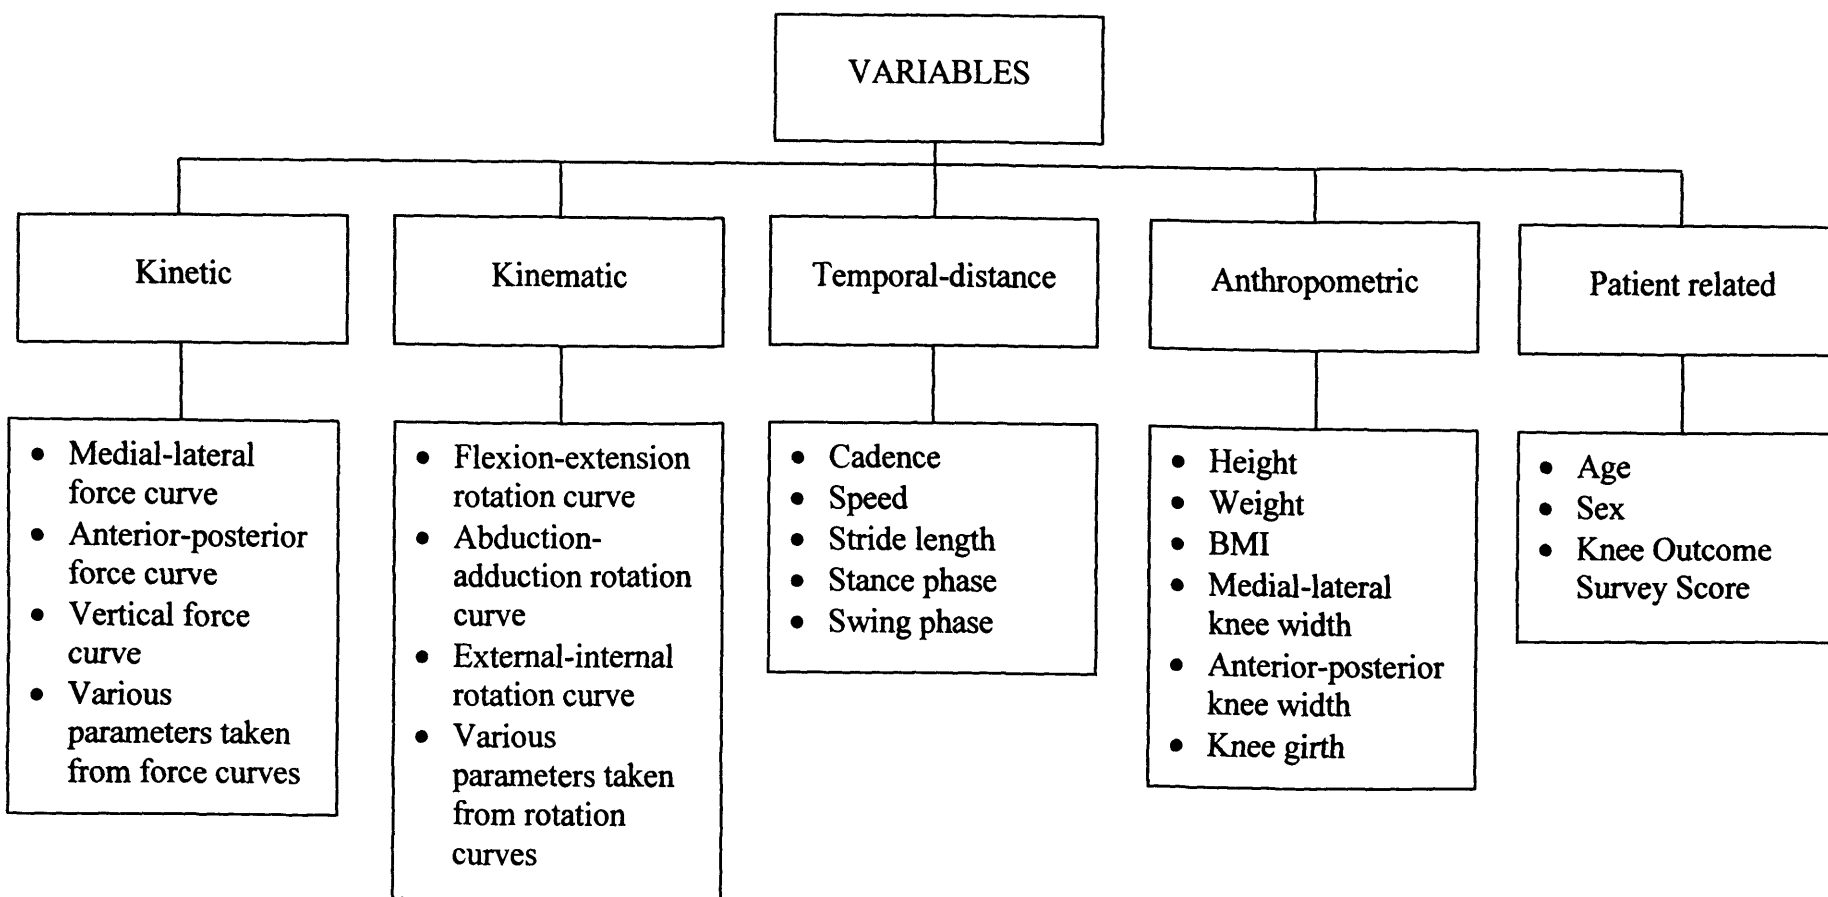 VARIABLES
Kinetic
Kinematic
Temporal-distance
Anthropometric
Patient related
• Medial-lateral
force curve
• Anterior-posterior
force curve
• Vertical force
curve
• Various
parameters taken
from force curves
• Flexion-extension
rotation curve
• Abduction-
adduction rotation
curve
• External-internal
rotation curve
• Various
parameters taken
from rotation
curves
• Cadence
• Speed
• Stride length
• Stance phase
• Swing phase
• Height
• Weight
• BMI
• Medial-lateral
knee width
• Anterior-posterior
knee width
• Knee girth
• Age
• Sex
• Knee Outcome
Survey Score